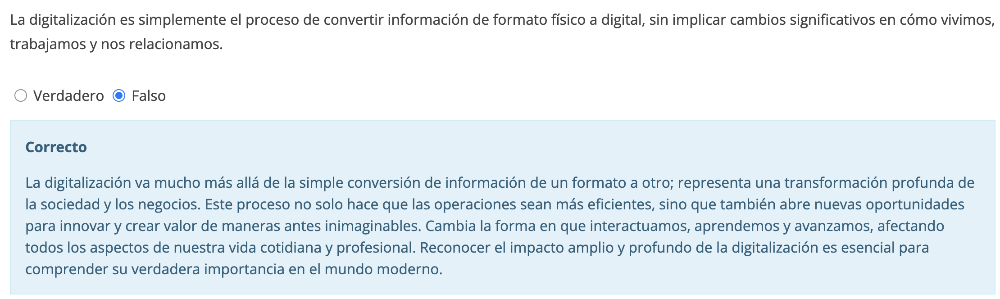 La digitalización es simplemente el proceso de convertir información de formato físico a digital, sin implicar cambios significativos en cómo vivimos,
trabajamos y nos relacionamos.
Verdadero Falso
Correcto
La digitalización va mucho más allá de la simple conversión de información de un formato a otro; representa una transformación profunda de
la sociedad y los negocios. Este proceso no solo hace que las operaciones sean más eficientes, sino que también abre nuevas oportunidades
para innovar y crear valor de maneras antes inimaginables. Cambia la forma en que interactuamos, aprendemos y avanzamos, afectando
todos los aspectos de nuestra vida cotidiana y profesional. Reconocer el impacto amplio y profundo de la digitalización es esencial para
comprender su verdadera importancia en el mundo moderno.